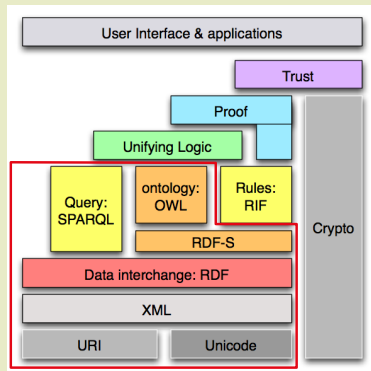 User Interface & applications
Trust
Proof
Unifying Logic
Query:
SPARQL
ontology:
OWL
Rules:
RIF
Crypto
RDF-S
Data interchange: RDF
XML
URI
Unicode